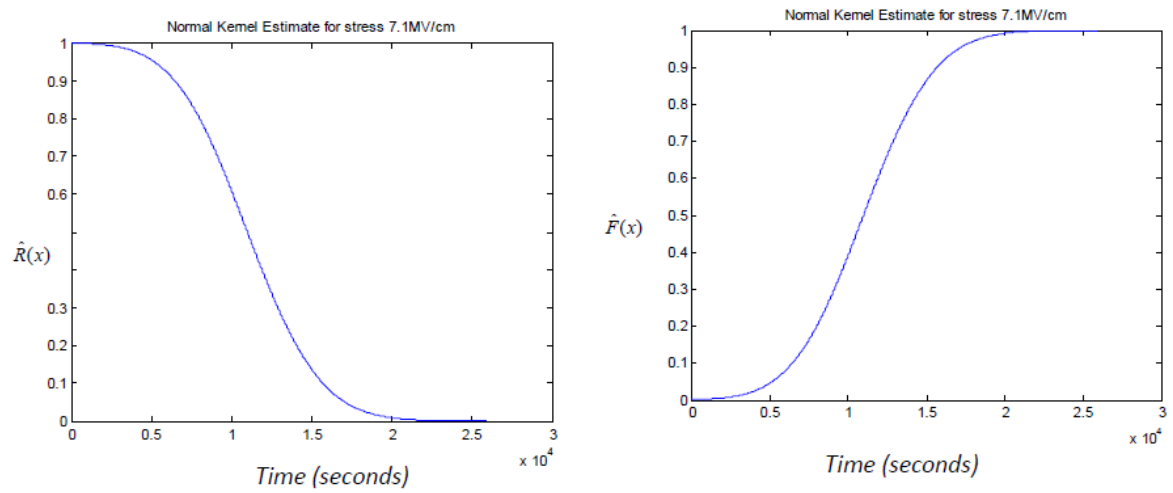 Normal Kernel Estimate for stress 7.1MV/cm
1
0.9
0.8
0.7
0.6
R̂(x)
0.3
0.2
0.1
0
0 0.5 1 1.5 2 2.5 3
x 10⁴
Time (seconds)
Normal Kernel Estimate for stress 7.1MV/cm
1
0.9
0.8
0.7
0.6
0.5
F̂(x)
0.4
0.3
0.2
0.1
0
0 0.5 1 1.5 2 2.5 3
x 10⁴
Time (seconds)